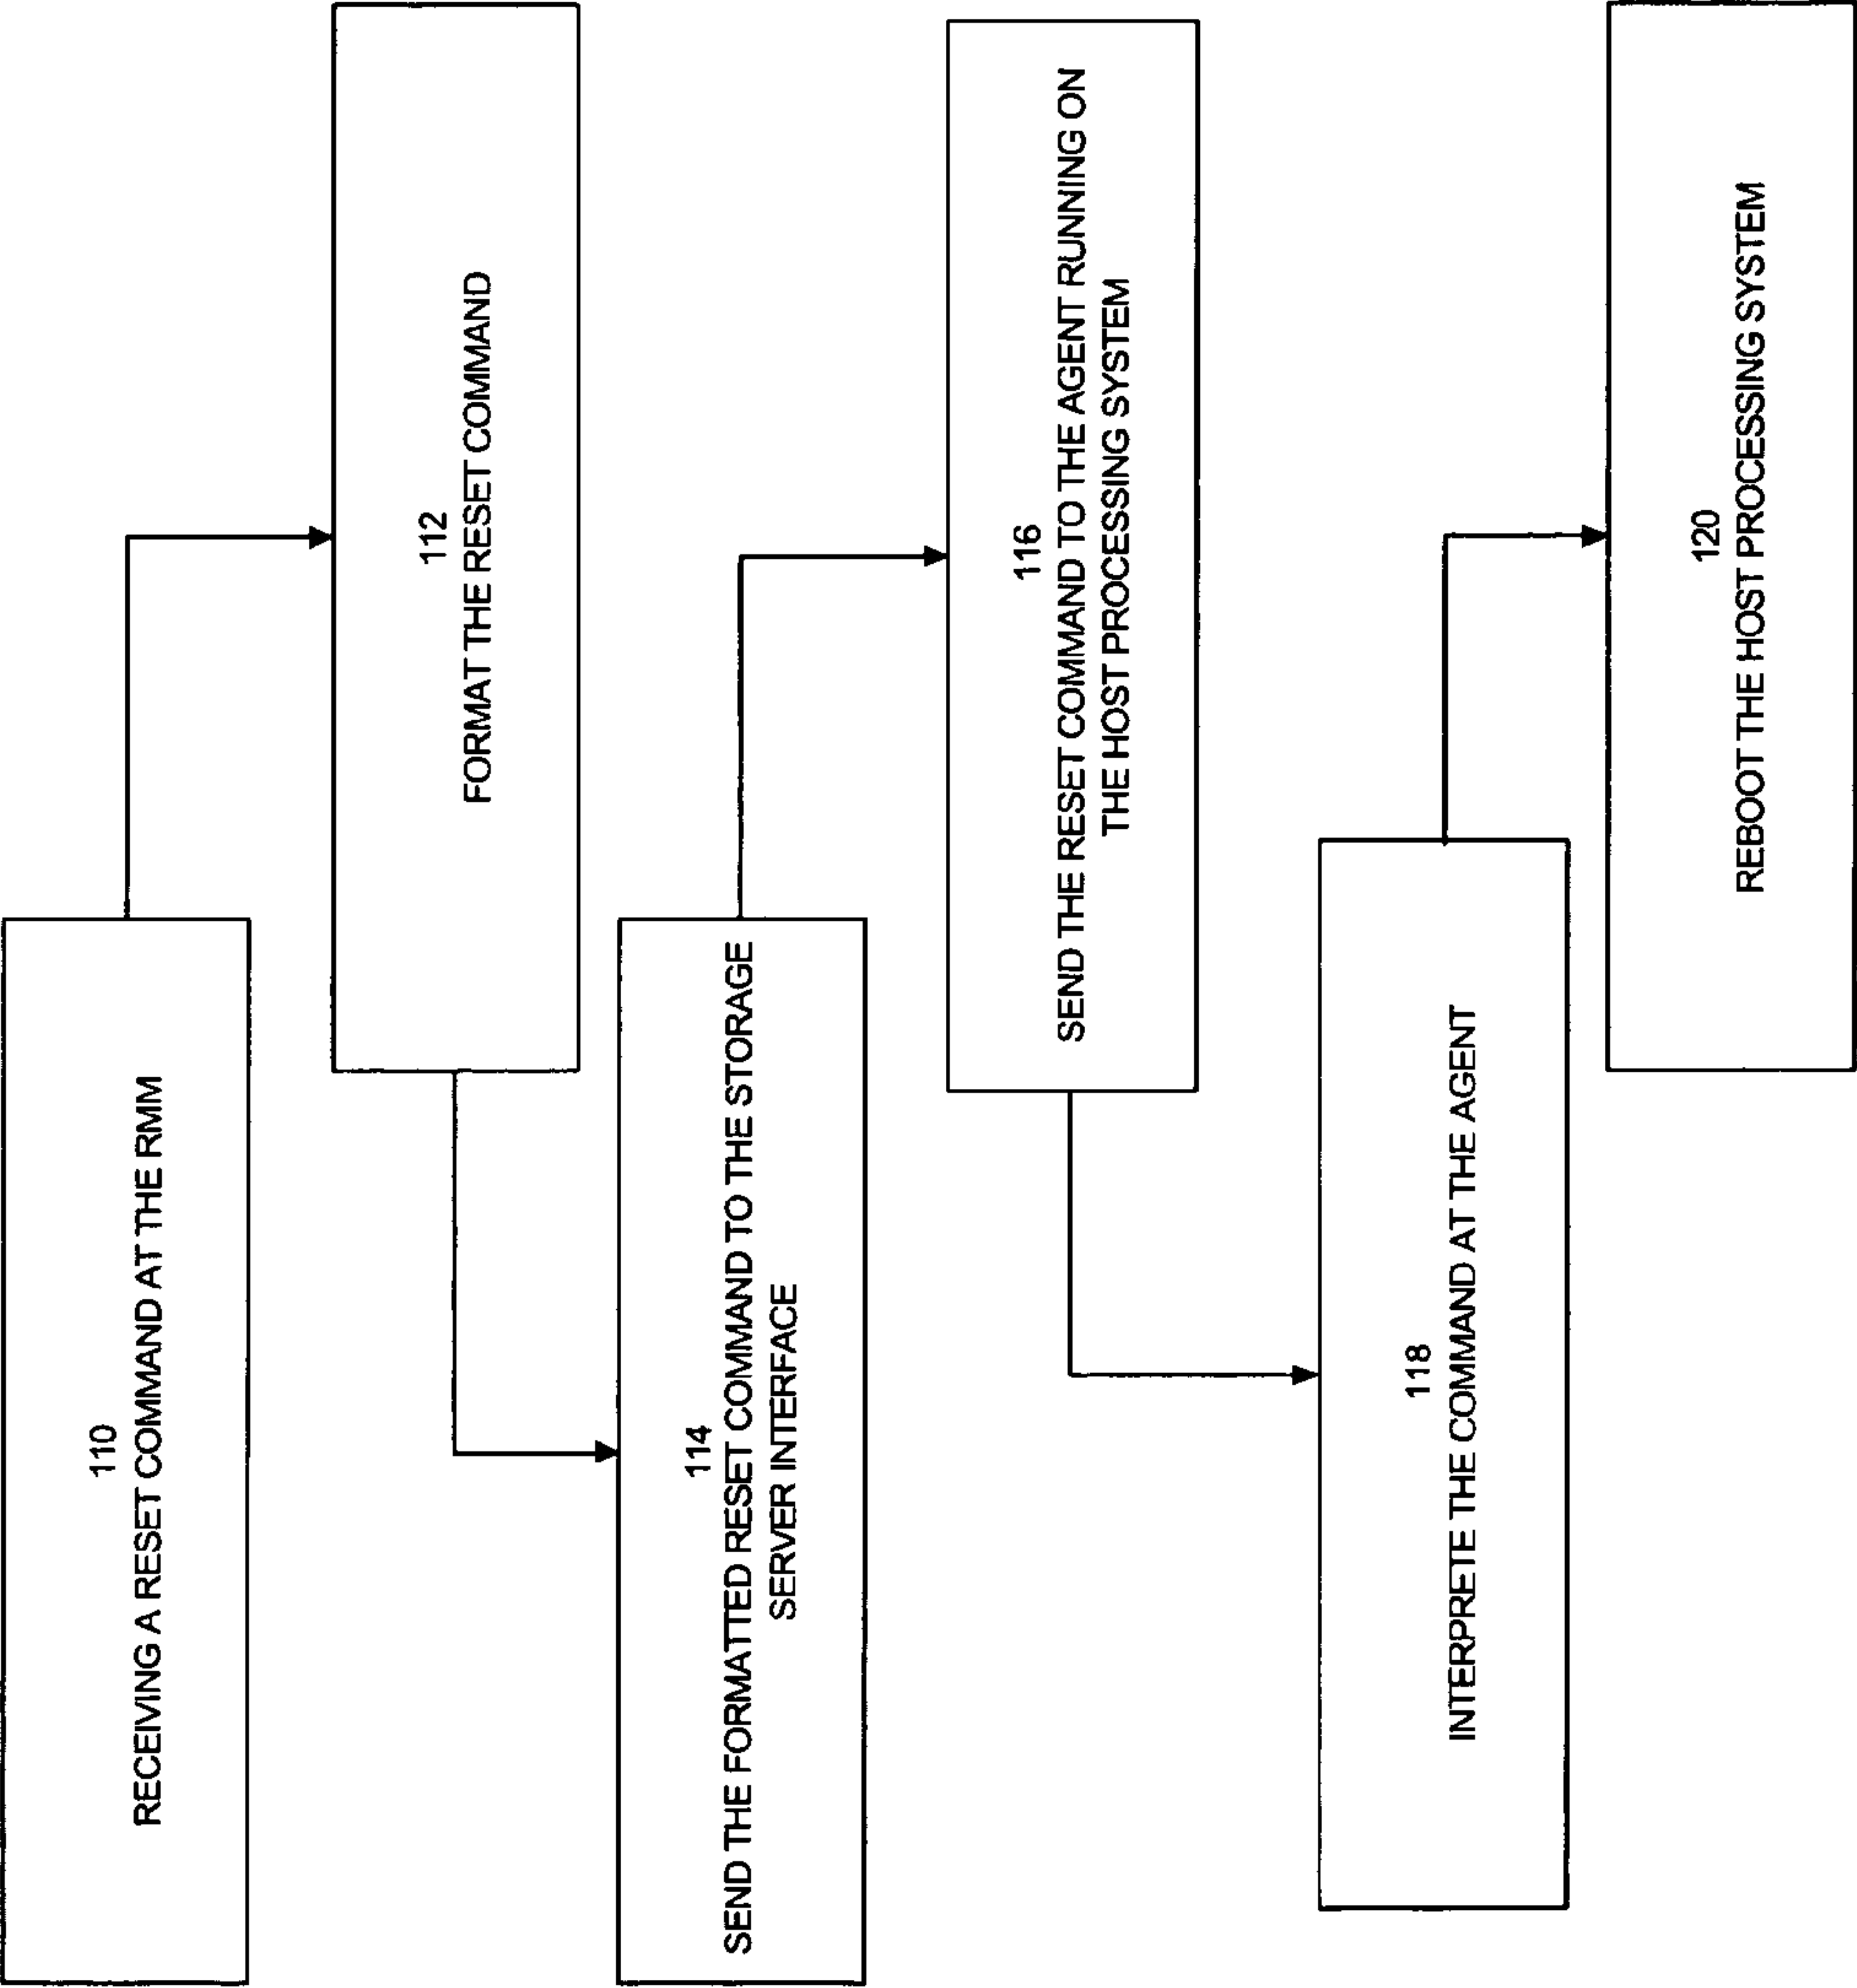 110
RECEIVING A RESET COMMAND AT THE RMM
112
FORMAT THE RESET COMMAND
114
SEND THE FORMATTED RESET COMMAND TO THE STORAGE
SERVER INTERFACE
116
SEND THE RESET COMMAND TO THE AGENT RUNNING ON
THE HOST PROCESSING SYSTEM
118
INTERPRETE THE COMMAND AT THE AGENT
120
REBOOT THE HOST PROCESSING SYSTEM